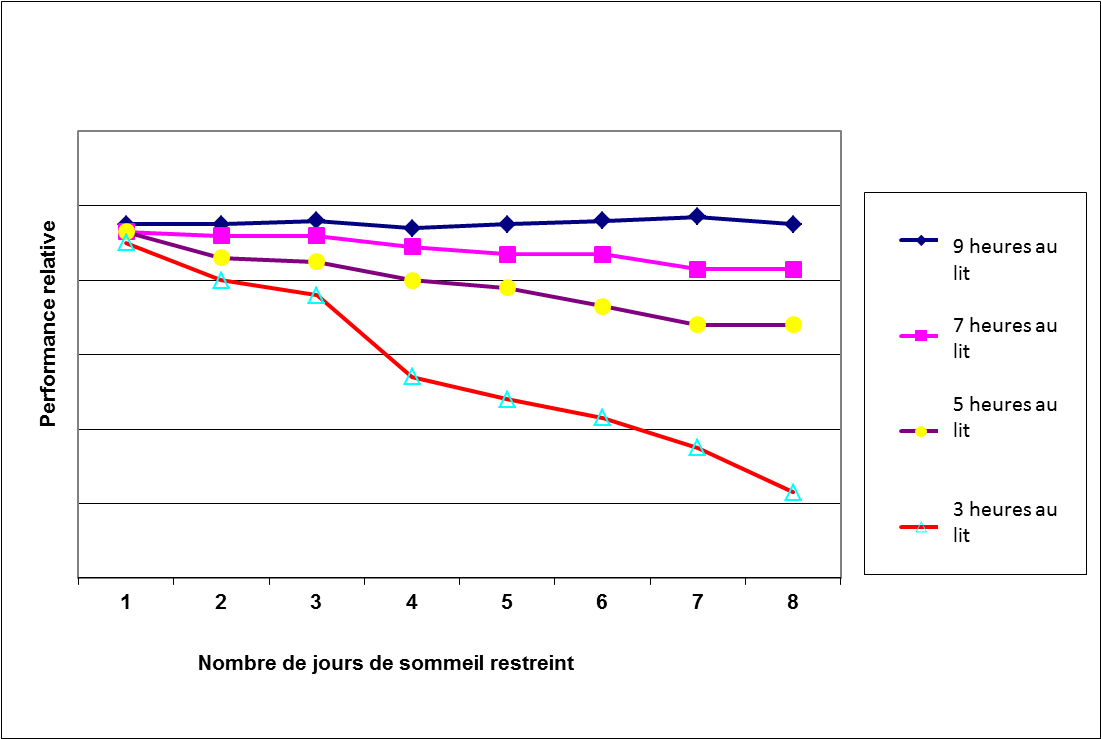 Performance relative
1 2 3 4 5 6 7 8
Nombre de jours de sommeil restreint
9 heures au
lit
7 heures au
lit
5 heures au
lit
3 heures au
lit